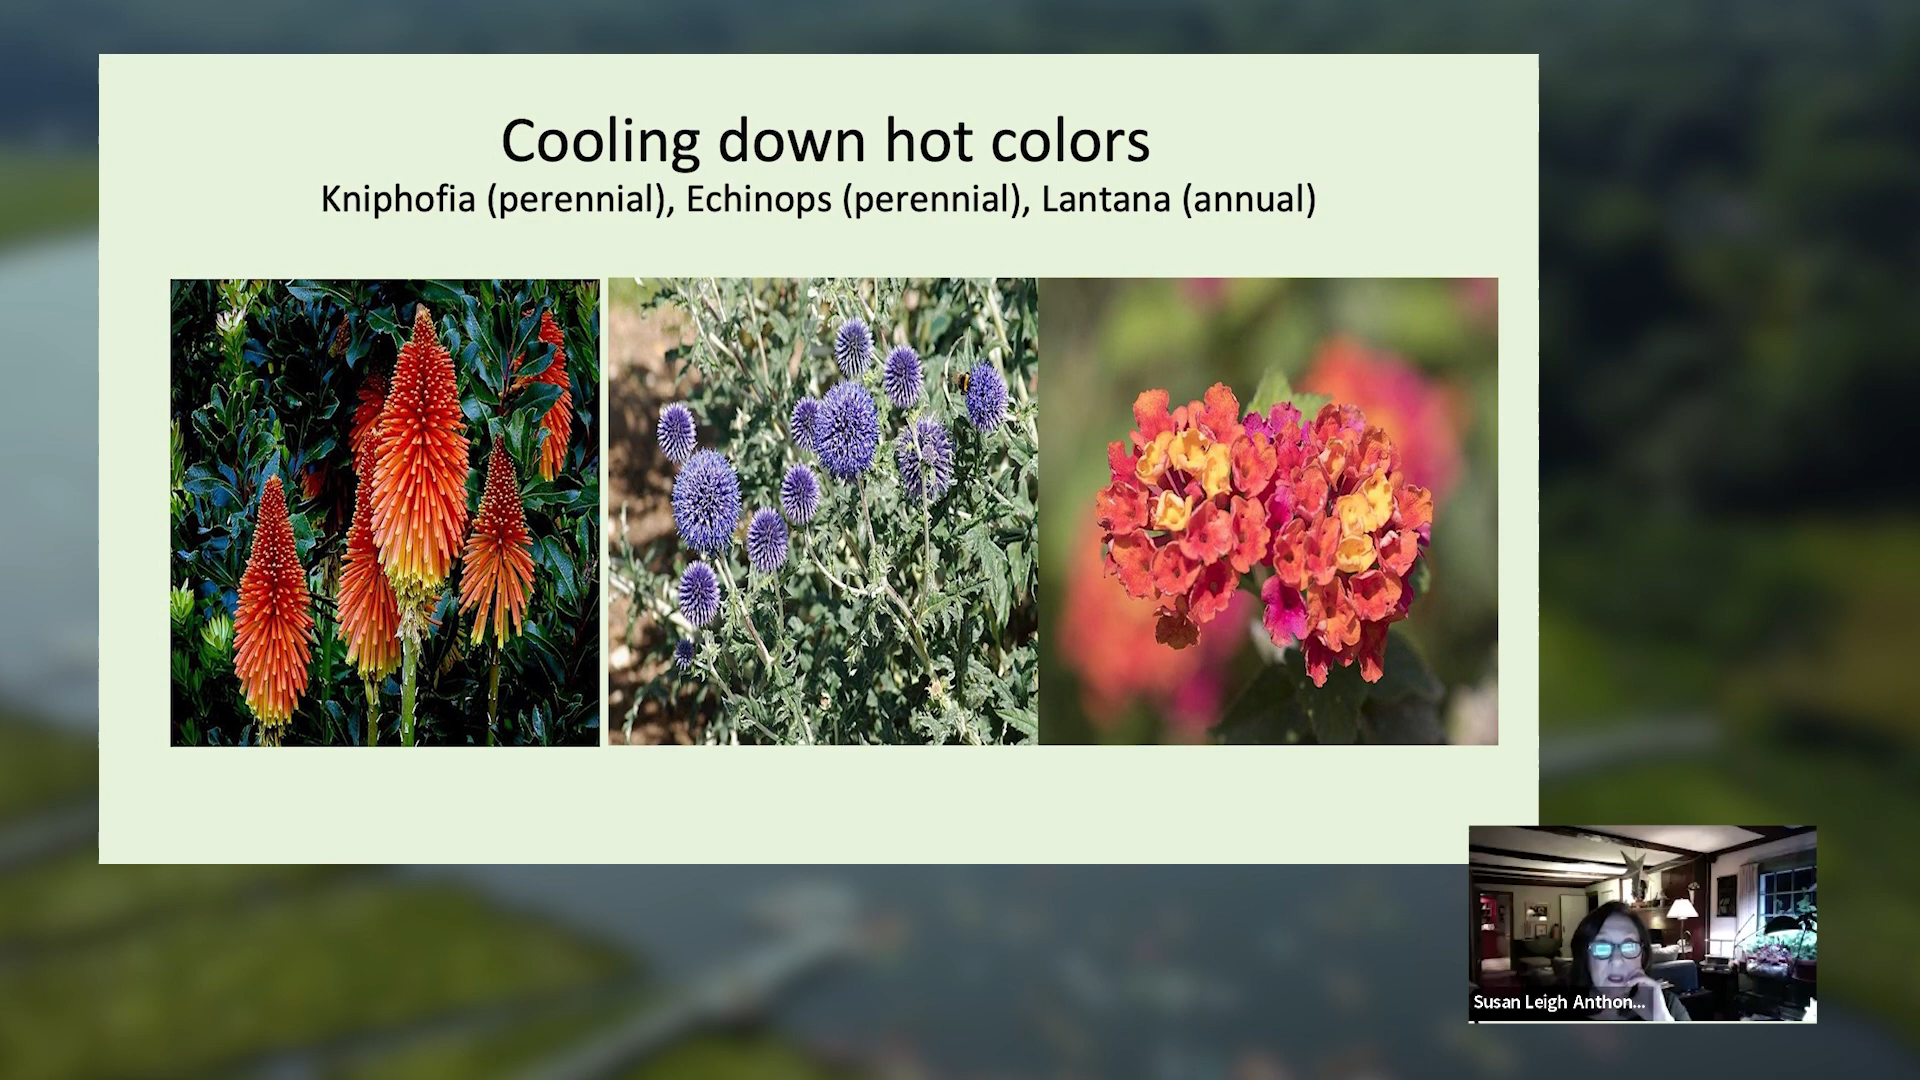 Cooling down hot colors
Kniphofia (perennial), Echinops (perennial), Lantana (annual)
Susan Leigh Anthon...